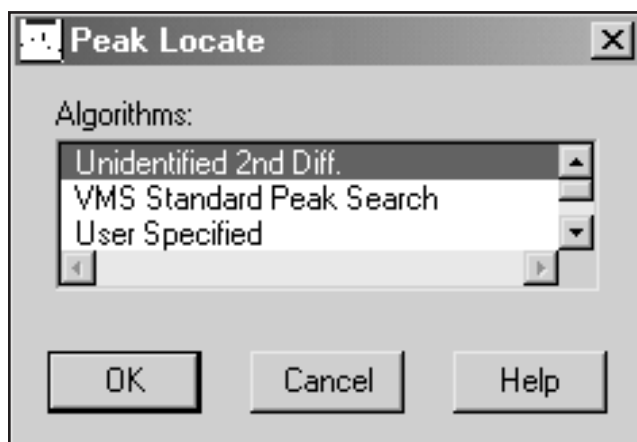 Peak Locate
Algorithms:
Unidentified 2nd Diff.
VMS Standard Peak Search
User Specified
OK Cancel Help